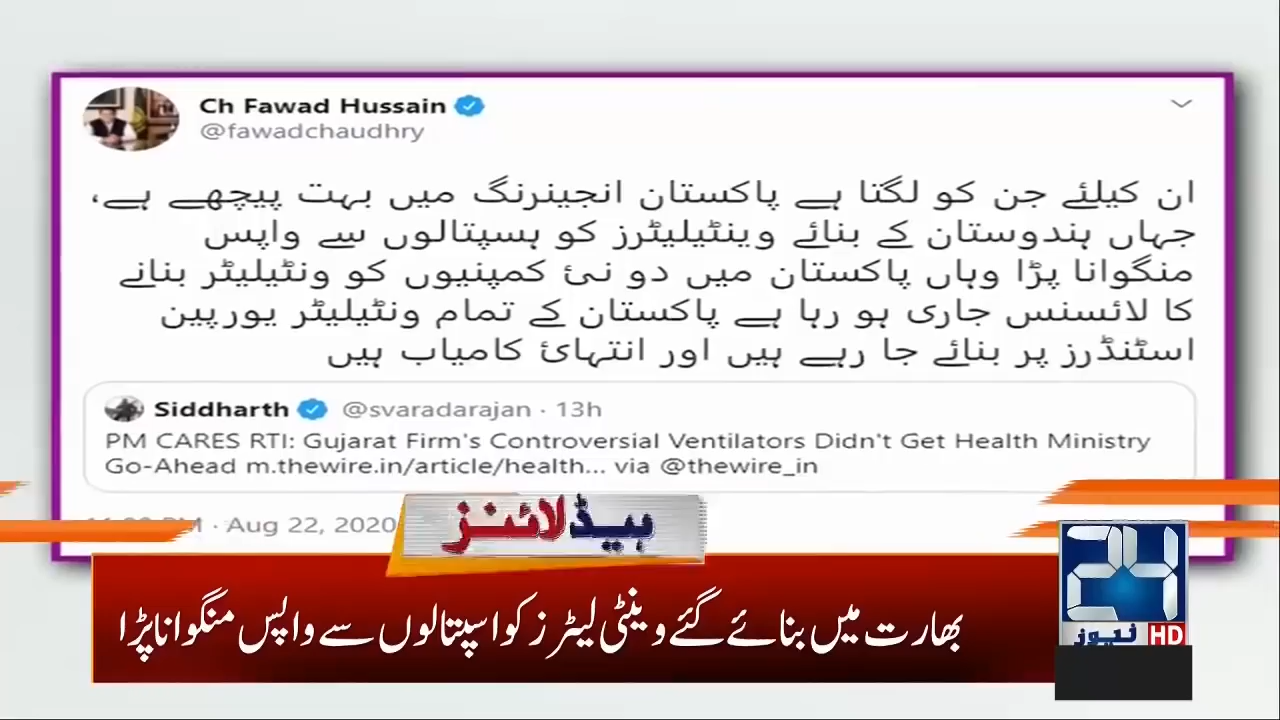 Ch Fawad Hussain
@fawadchaudhry
ان کیلئے جن کو لگتا ہے پاکستان انجینرنگ میں بہت پیچھے ہے،
جہاں ہندوستان کے بنائے وینٹیلیٹرز کو ہسپتالوں سے واپس
منگوانا پڑا وہاں پاکستان میں دو نئ کمپنیوں کو ونٹیلیٹر بنانے
کا لائسنس جاری ہو رہا ہے پاکستان کے تمام ونٹیلیٹر یورپین
اسٹنڈرز پر بنائے جا رہے ہیں اور انتہائ کامیاب ہیں
Siddharth @svaradarajan · 13h
PM CARES RTI: Gujarat Firm's Controversial Ventilators Didn't Get Health Ministry
Go-Ahead m.thewire.in/article/health... via @thewire_in
· Aug 22, 2020
ہیڈلائنز
بھارت میں بنائے گئے وینٹی لیٹرز کو اسپتالوں سے واپس منگوانا پڑا
24
نیوز HD